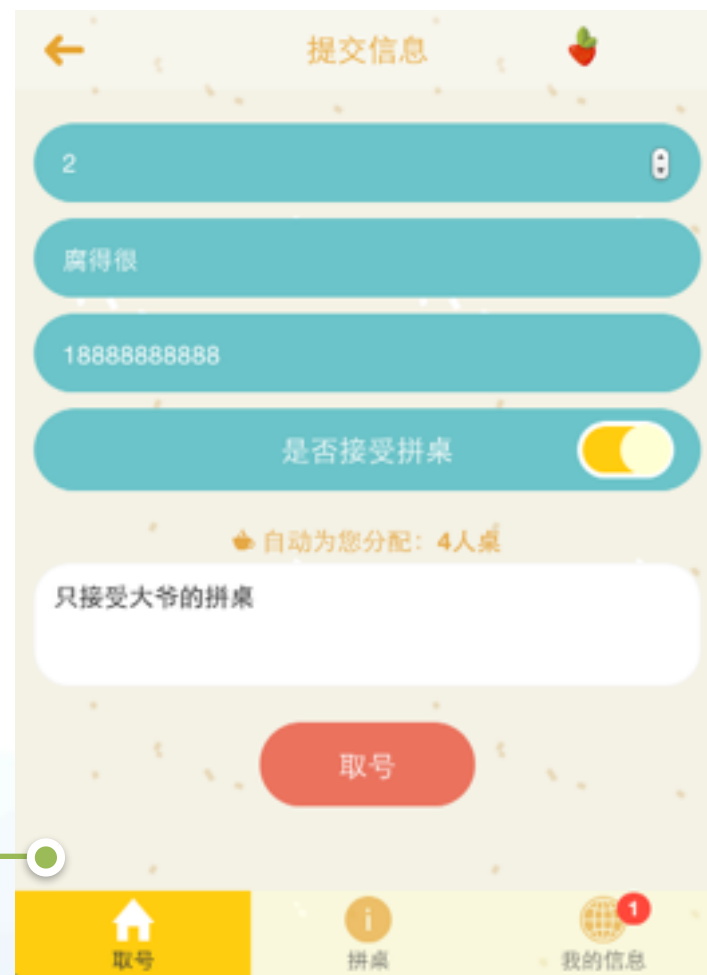 提交信息
2
腐得很
18888888888
是否接受拼桌
自动为您分配：4人桌
只接受大爷的拼桌
取号
i
1
取号
拼桌
我的信息